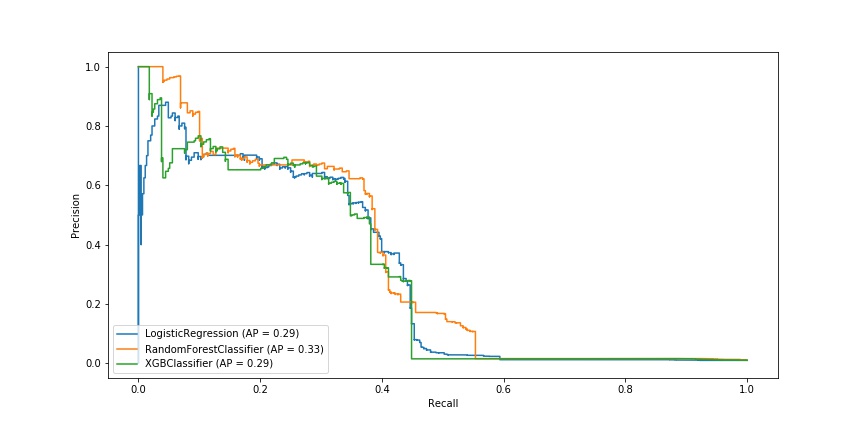 1.0
0.8
0.6
0.4
0.2
0.0
Precision
LogisticRegression (AP = 0.29)
RandomForestClassifier (AP = 0.33)
XGBClassifier (AP = 0.29)
0.0 0.2 0.4 0.6 0.8 1.0
Recall